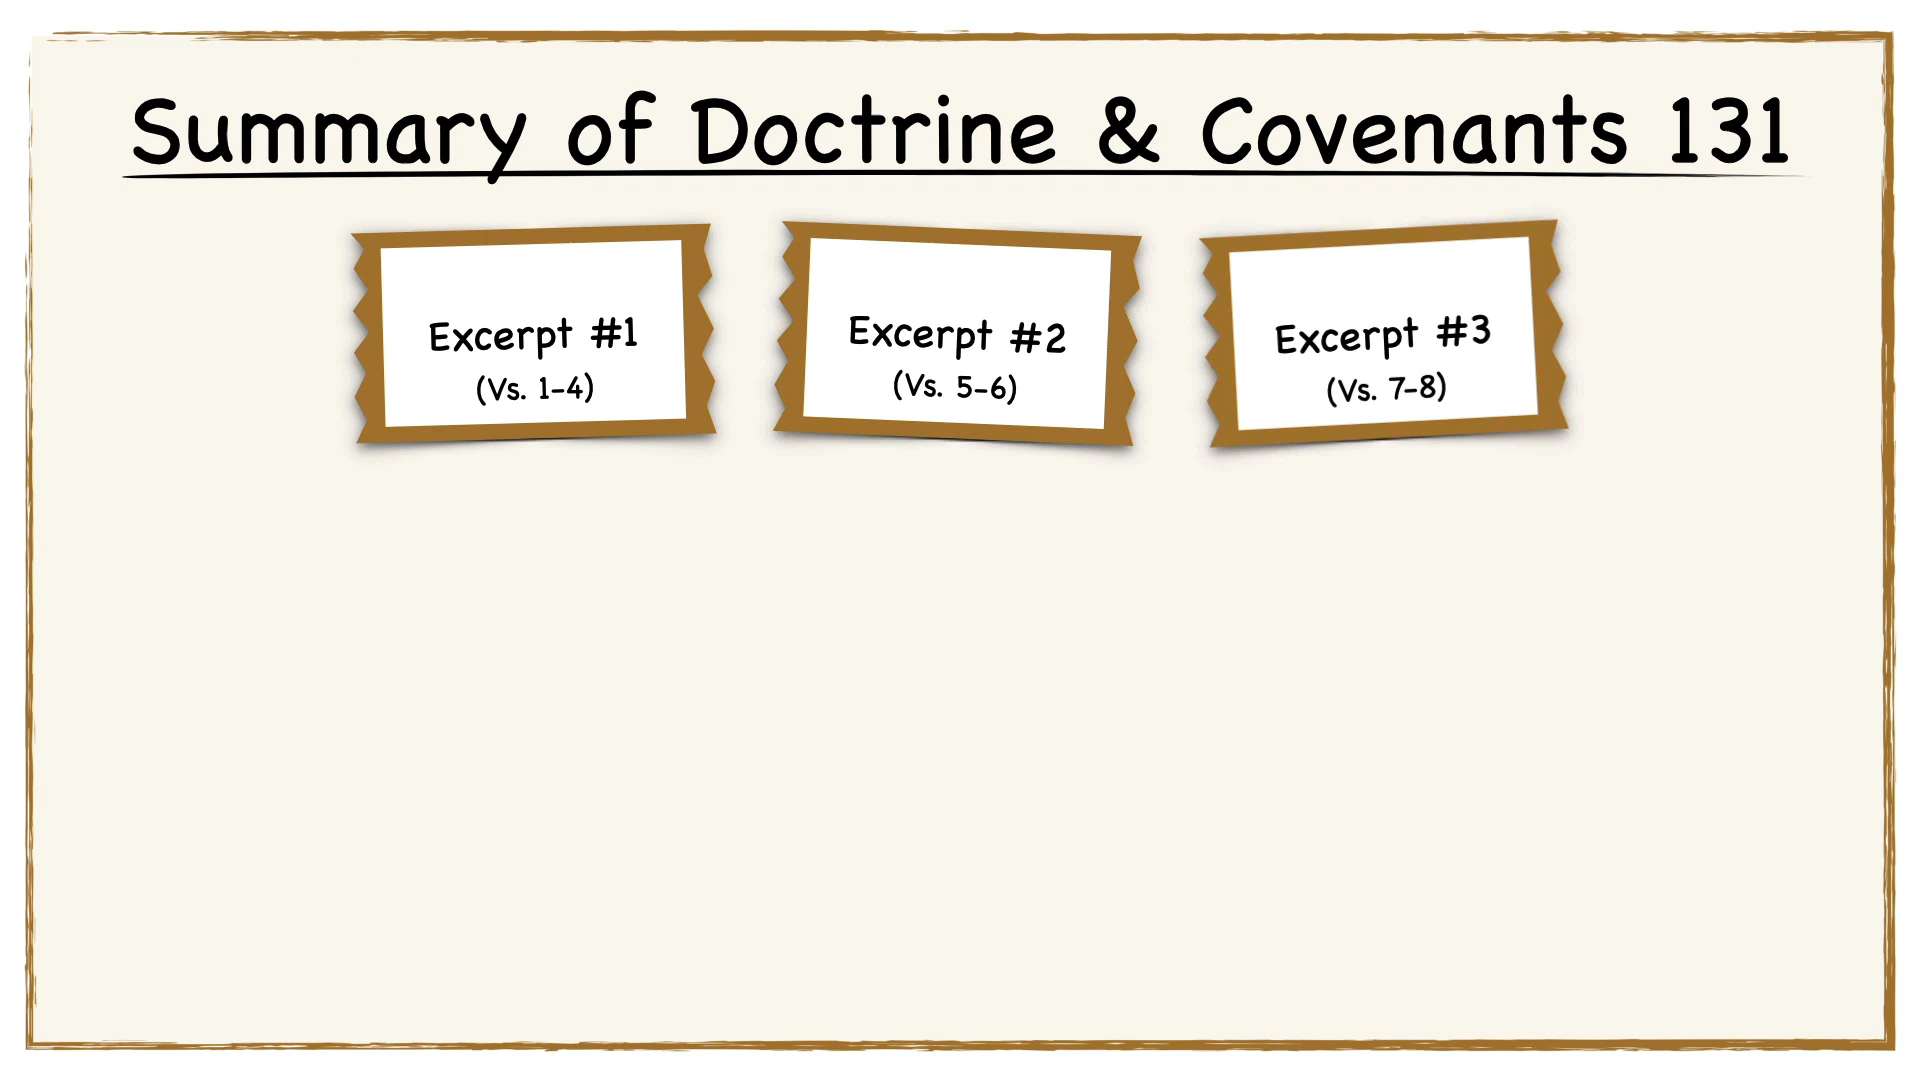 Summary of Doctrine & Covenants 131
Excerpt #1
(Vs. 1-4)
Excerpt #2
(Vs. 5-6)
Excerpt #3
(Vs. 7-8)